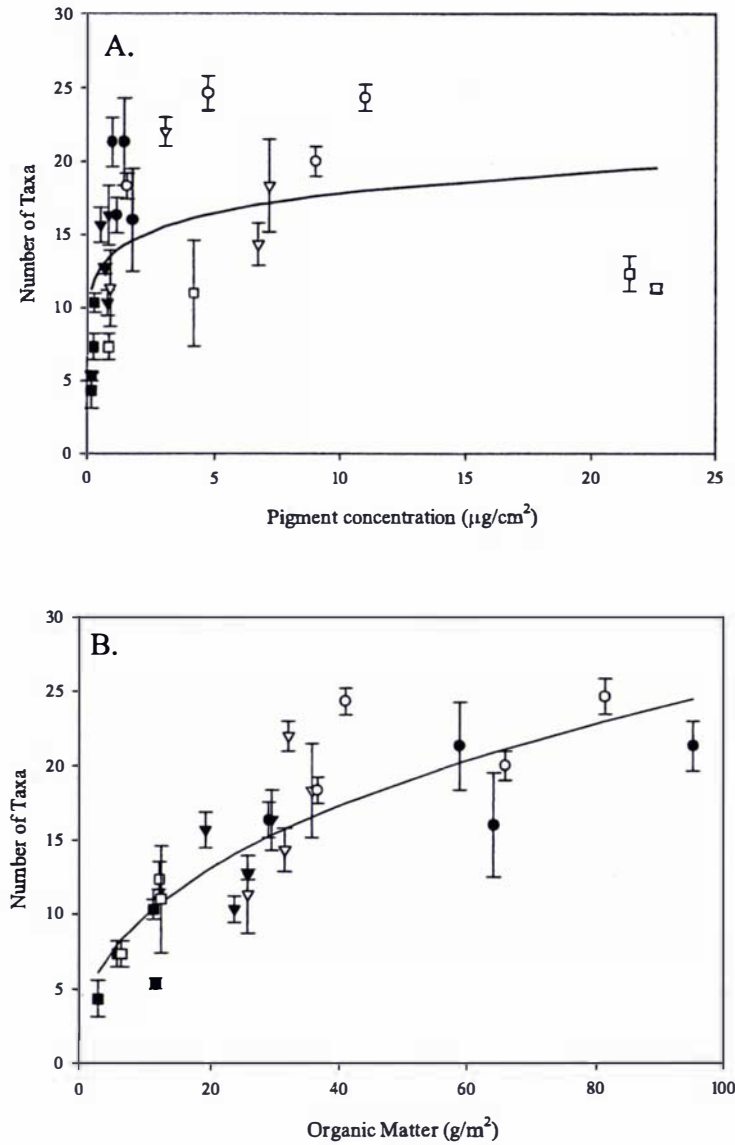 A.
30
25
20
15
10
5
0
Number of Taxa
0 5 10 15 20 25
Pigment concentration (µg/cm²)
B.
30
25
20
15
10
5
0
Number of Taxa
0 20 40 60 80 100
Organic Matter (g/m²)